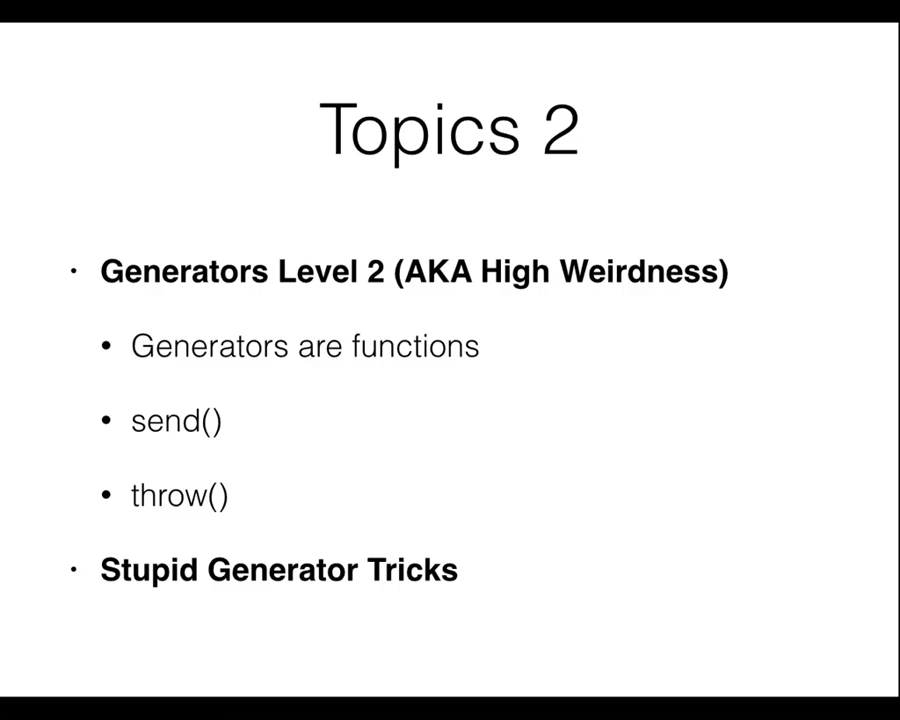 Topics 2
• Generators Level 2 (AKA High Weirdness)
• Generators are functions
• send()
• throw()
• Stupid Generator Tricks